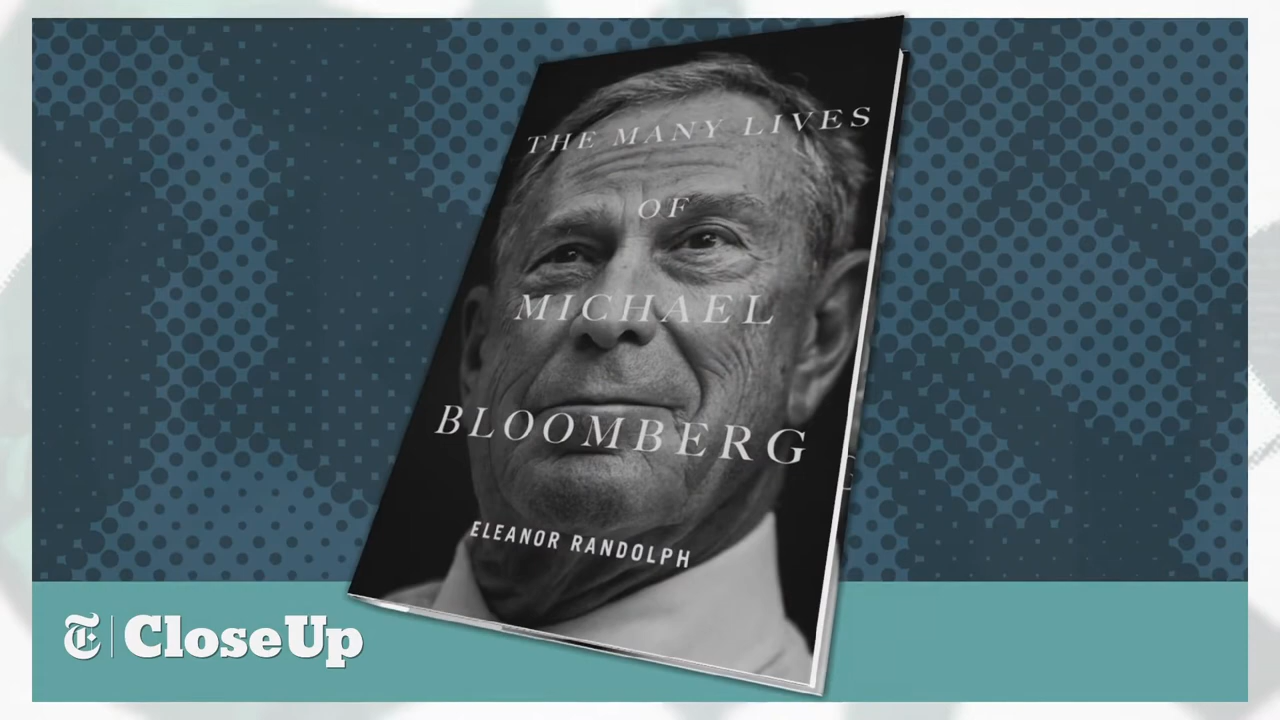 THE MANY LIVES
OF
MICHAEL
BLOOMBERG
ELEANOR RANDOLPH
T | CloseUp